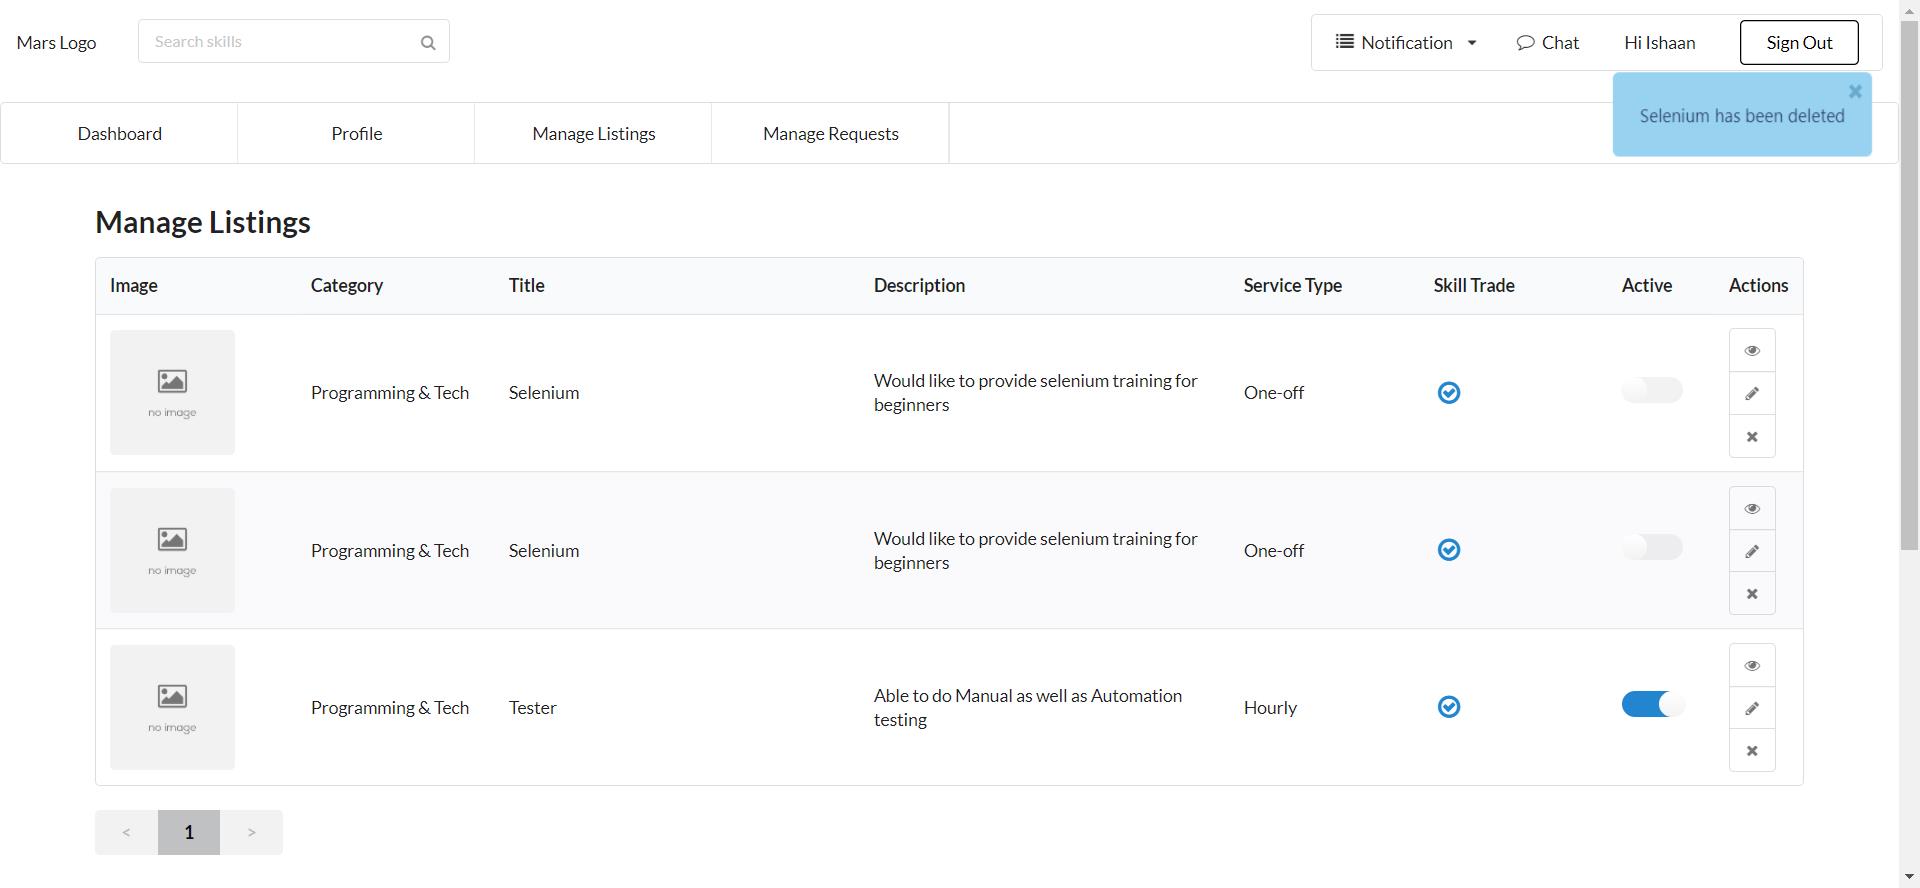 Mars Logo
Search skills
Notification
Chat
Hi Ishaan
Sign Out
Selenium has been deleted
Dashboard
Profile
Manage Listings
Manage Requests
Manage Listings
Image
Category
Title
Description
Service Type
Skill Trade
Active
Actions
no image
Programming & Tech
Selenium
Would like to provide selenium training for
beginners
One-off
no image
Programming & Tech
Selenium
Would like to provide selenium training for
beginners
One-off
no image
Programming & Tech
Tester
Able to do Manual as well as Automation
testing
Hourly
< 1 >